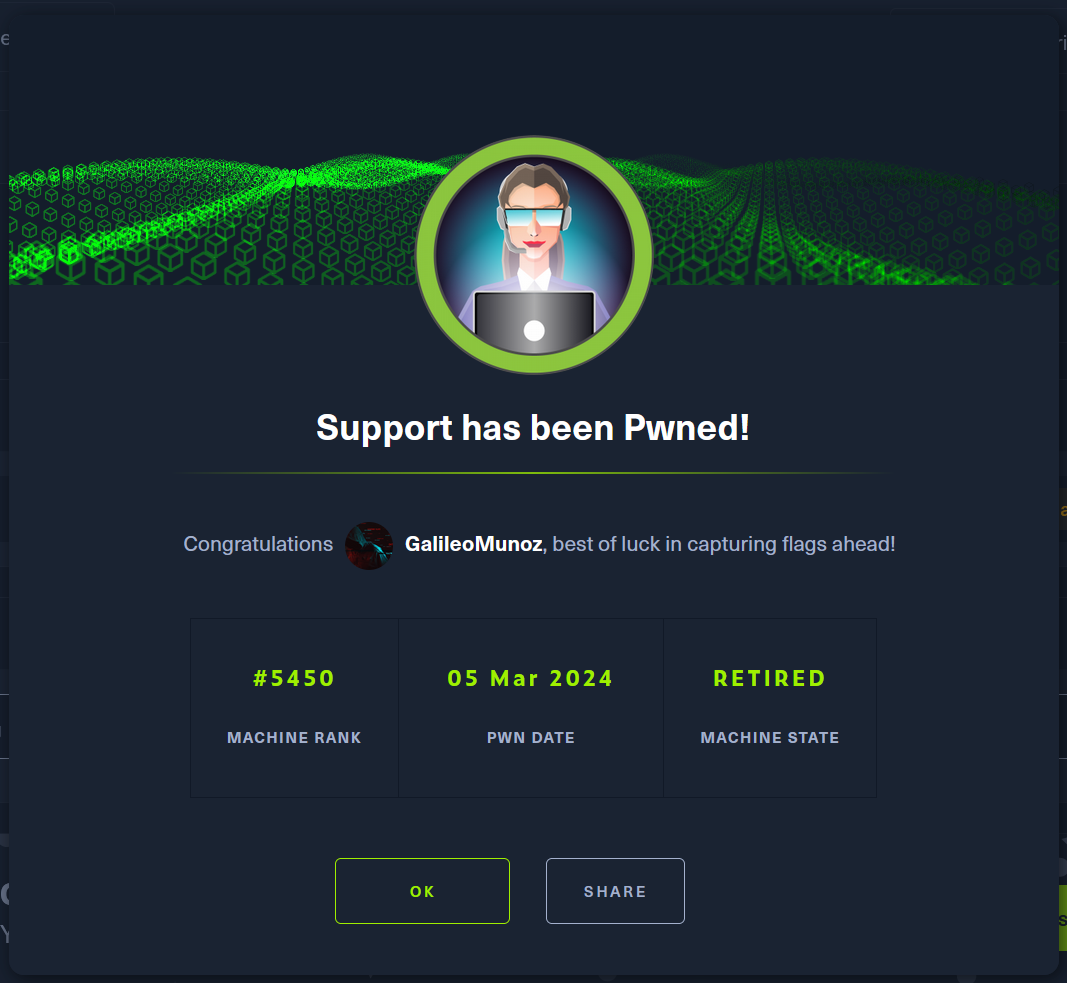 Support has been Pwned!
Congratulations GalileoMunoz, best of luck in capturing flags ahead!
#5450 05 Mar 2024 RETIRED
MACHINE RANK PWN DATE MACHINE STATE
OK SHARE